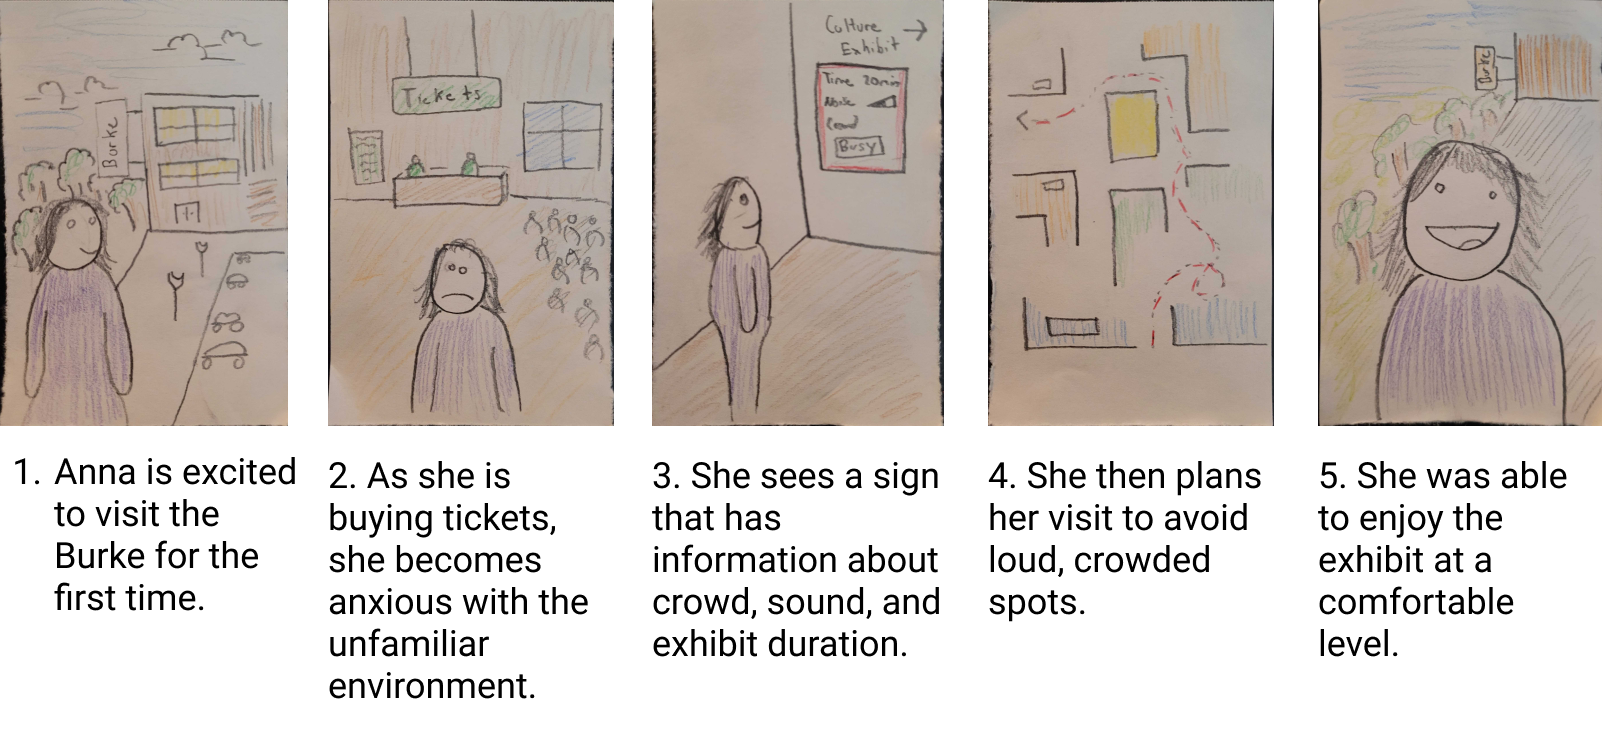 Burke
Tickets
Culture →
Exhibit
Time 20min
Noise
Crowd
Busy
Burke
1. Anna is excited
to visit the
Burke for the
first time.
2. As she is
buying tickets,
she becomes
anxious with the
unfamiliar
environment.
3. She sees a sign
that has
information about
crowd, sound, and
exhibit duration.
4. She then plans
her visit to avoid
loud, crowded
spots.
5. She was able
to enjoy the
exhibit at a
comfortable
level.